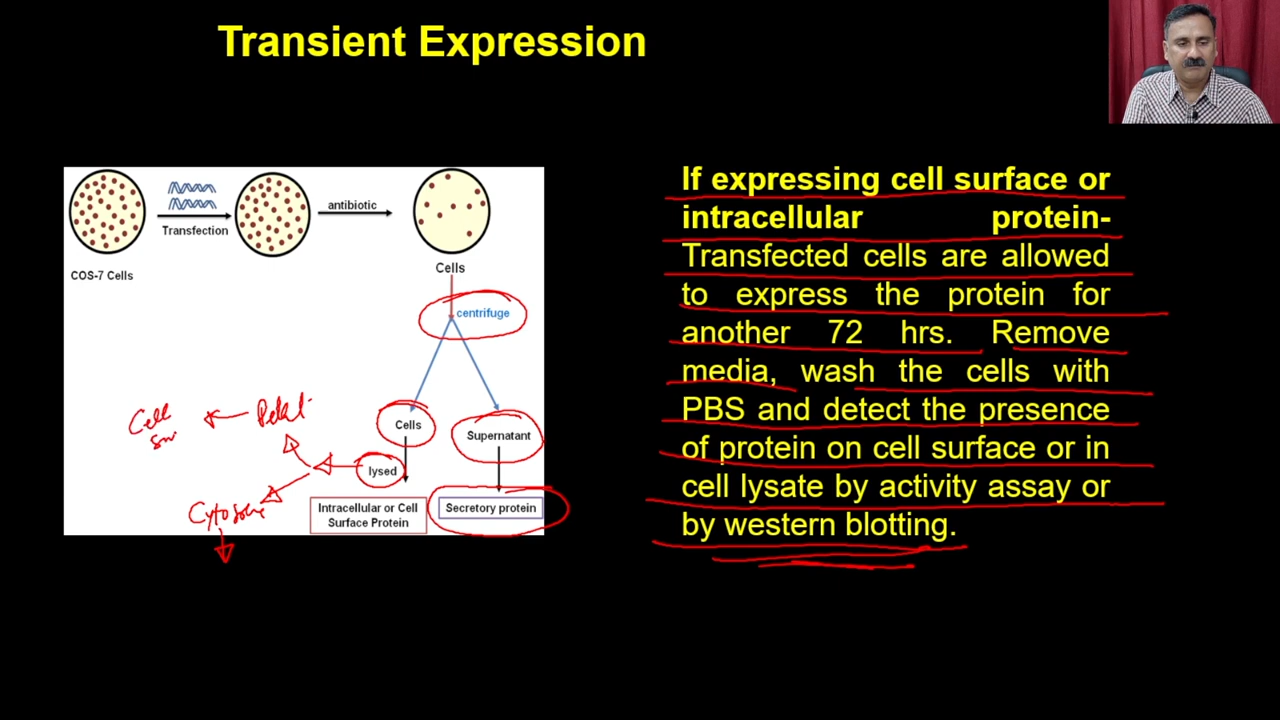 Transient Expression
Transfection
antibiotic
COS-7 Cells
Cells
centrifuge
Cells
Supernatant
lysed
Intracellular or Cell
Surface Protein
Secretory protein
Cell
If expressing cell surface or
intracellular protein-
Transfected cells are allowed
to express the protein for
another 72 hrs. Remove
media, wash the cells with
PBS and detect the presence
of protein on cell surface or in
cell lysate by activity assay or
by western blotting.